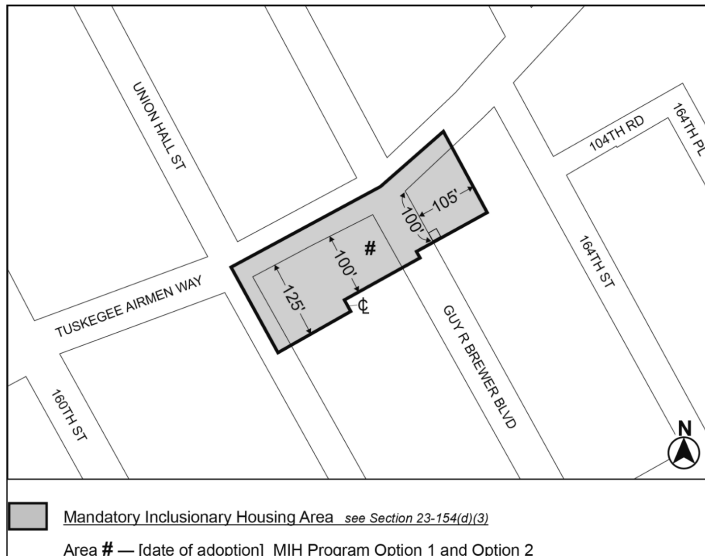 UNION HALL ST
104TH RD
164TH PL
105'
100'
#
100'
125'
℄
164TH ST
TUSKEGEE AIRMEN WAY
GUY R BREWER BLVD
160TH ST
N
Mandatory Inclusionary Housing Area see Section 23-154(d)(3)
Area # — [date of adoption] MIH Program Option 1 and Option 2